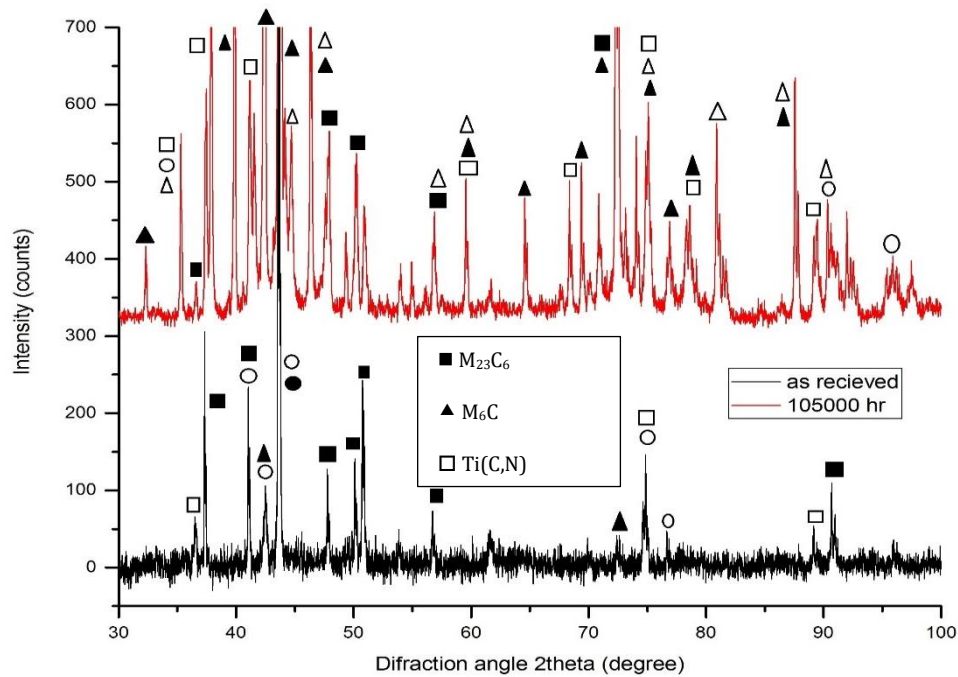 700
600
500
400
300
200
100
0
Intensity (counts)
M₂₃C₆
M₆C
Ti(C,N)
as recieved
105000 hr
30 40 50 60 70 80 90 100
Difraction angle 2theta (degree)